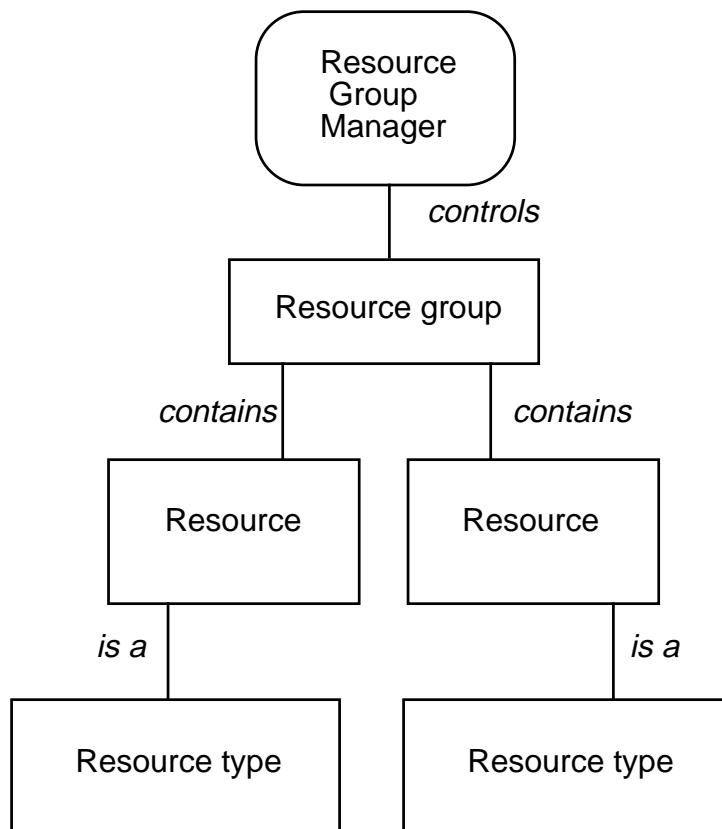 Resource
Group
Manager
controls
Resource group
contains
contains
Resource
Resource
is a
is a
Resource type
Resource type